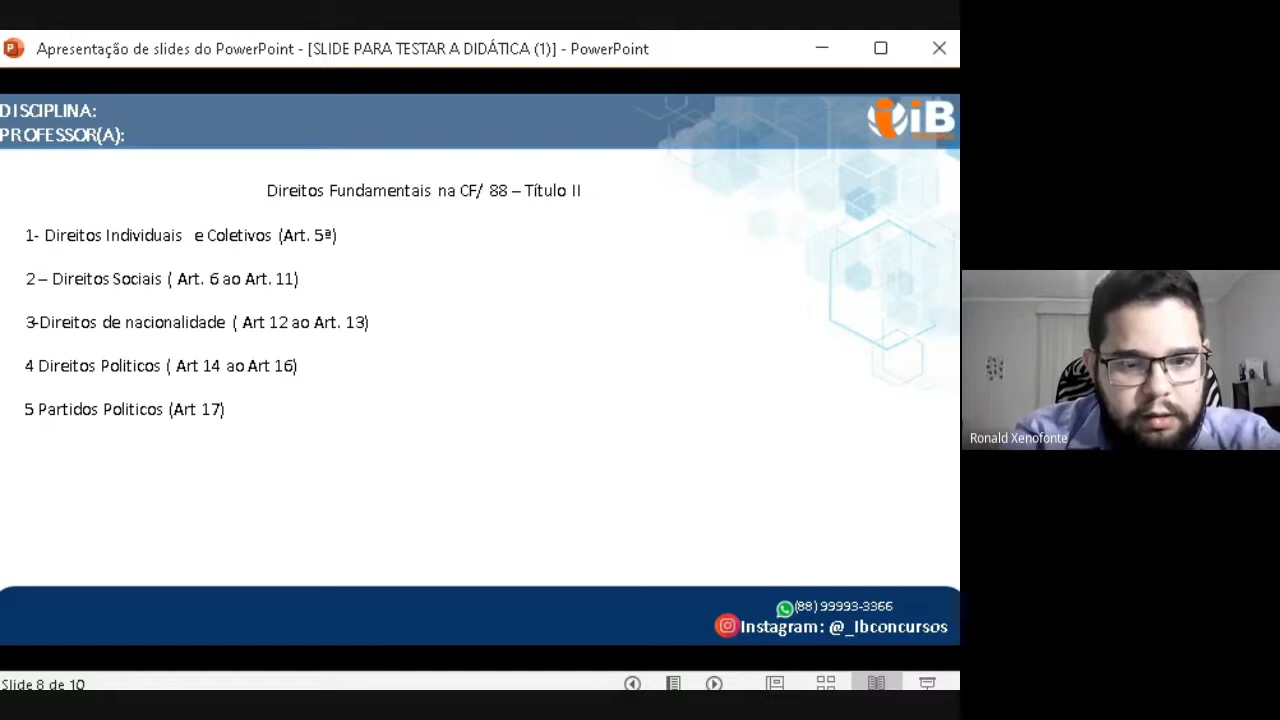 Apresentação de slides do PowerPoint - [SLIDE PARA TESTAR A DIDÁTICA (1)] - PowerPoint
DISCIPLINA:
PROFESSOR(A):
iB
Direitos Fundamentais na CF/ 88 – Título II
1- Direitos Individuais e Coletivos (Art. 5ª)
2 – Direitos Sociais ( Art. 6 ao Art. 11)
3-Direitos de nacionalidade ( Art 12 ao Art. 13)
4 Direitos Politicos ( Art 14 ao Art 16)
5 Partidos Politicos (Art 17)
Ronald Xenofonte
(88) 99993-3366
Instagram: @_Ibconcursos
Slide 8 de 10